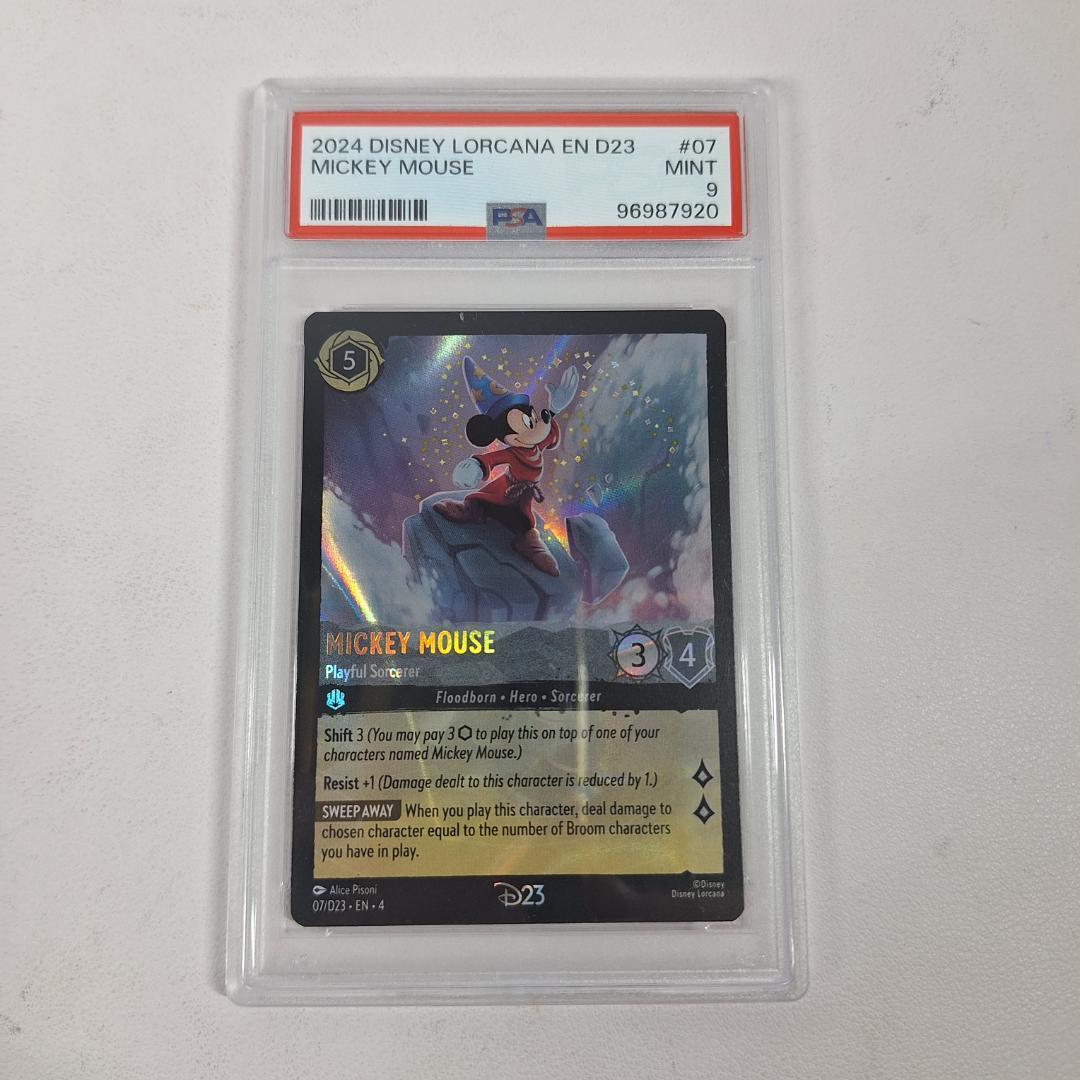 2024 DISNEY LORCANA EN D23 #07
MICKEY MOUSE MINT
9
PSA 96987920
5
MICKEY MOUSE
Playful Sorcerer
3 4
Floodborn • Hero • Sorcerer
Shift 3 (You may pay 3 to play this on top of one of your
characters named Mickey Mouse.)
Resist +1 (Damage dealt to this character is reduced by 1.)
SWEEP AWAY When you play this character, deal damage to
chosen character equal to the number of Broom characters
you have in play.
Alice Pisoni
07/D23 • EN • 4
D23
©Disney
Disney Lorcana